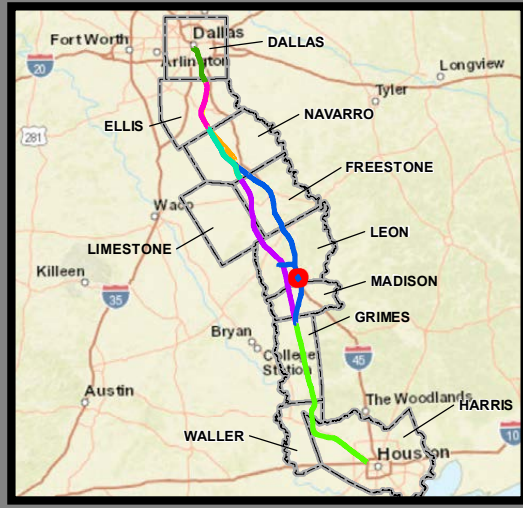 Dallas
DALLAS
Fort Worth
Arlington
20
Longview
Tyler
NAVARRO
ELLIS
281
FREESTONE
Waco
LEON
LIMESTONE
Killeen
MADISON
35
GRIMES
Bryan
College
Station
45
Austin
The Woodlands
HARRIS
WALLER
10
Houston